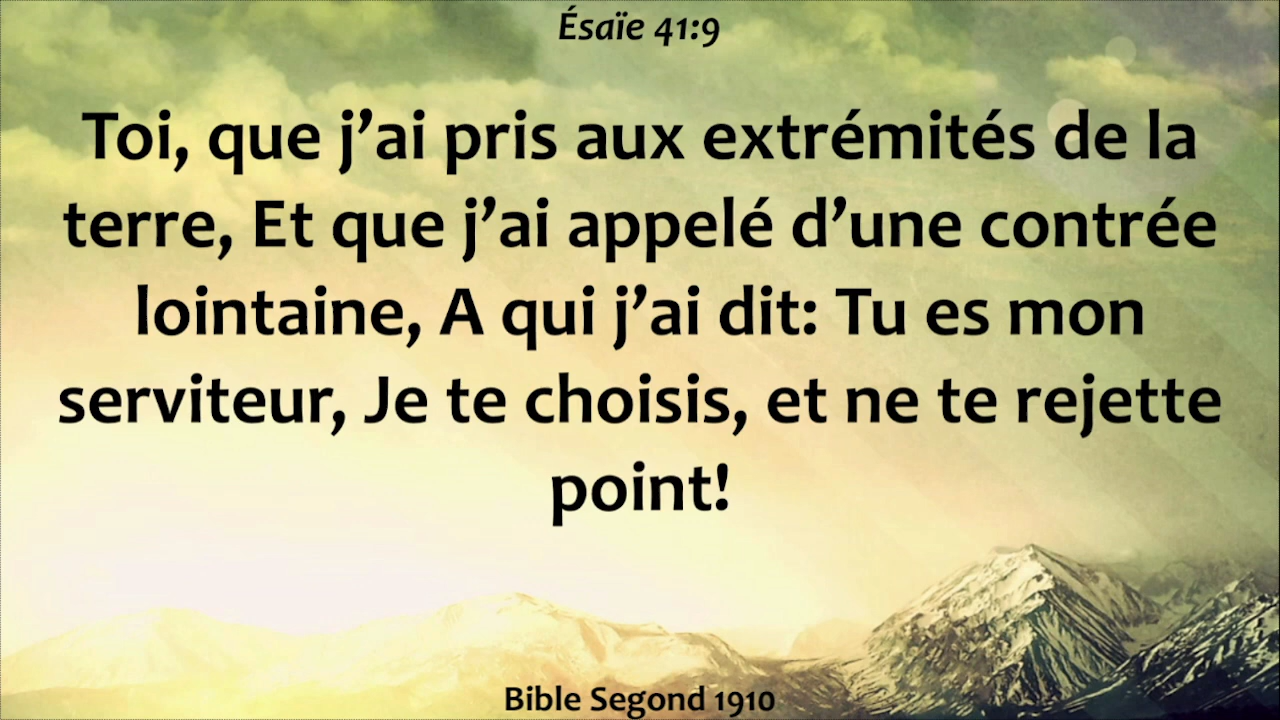 Ésaïe 41:9
Toi, que j’ai pris aux extrémités de la
terre, Et que j’ai appelé d’une contrée
lointaine, A qui j’ai dit: Tu es mon
serviteur, Je te choisis, et ne te rejette
point!
Bible Segond 1910